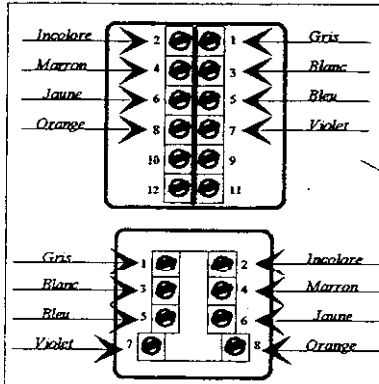 Incolore 2 1 Gris
Marron 4 3 Blanc
Jaune 6 5 Bleu
Orange 8 7 Violet
10 9
12 11
Gris 1 2 Incolore
Blanc 3 4 Marron
Bleu 5 6 Jaune
Violet 7 8 Orange